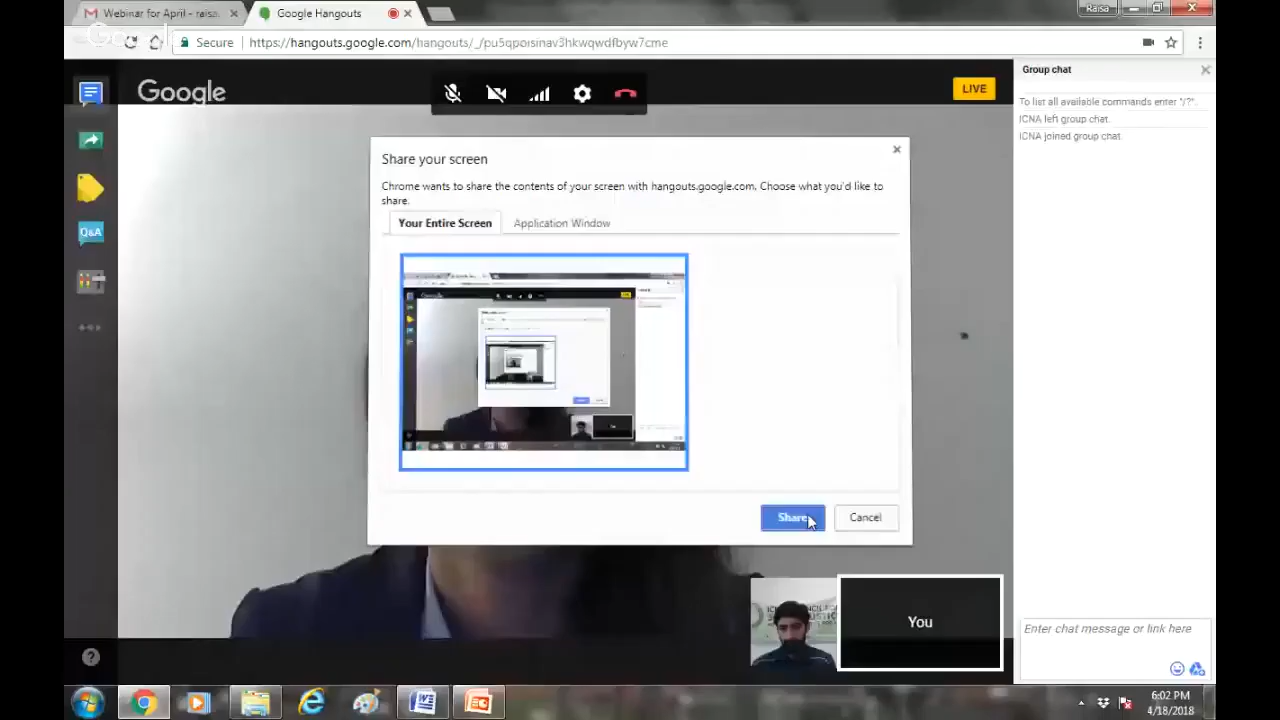 Webinar for April - raisa.
Google Hangouts
Raisa
Secure
https://hangouts.google.com/hangouts/_/pu5qpoisinav3hkwqwdfbyw7cme
Google
LIVE
Group chat
To list all available commands enter "/?".
ICNA left group chat.
ICNA joined group chat.
Q&A
Share your screen
Chrome wants to share the contents of your screen with hangouts.google.com. Choose what you'd like to
share.
Your Entire Screen
Application Window
Share
Cancel
You
Enter chat message or link here
6:02 PM
4/18/2018